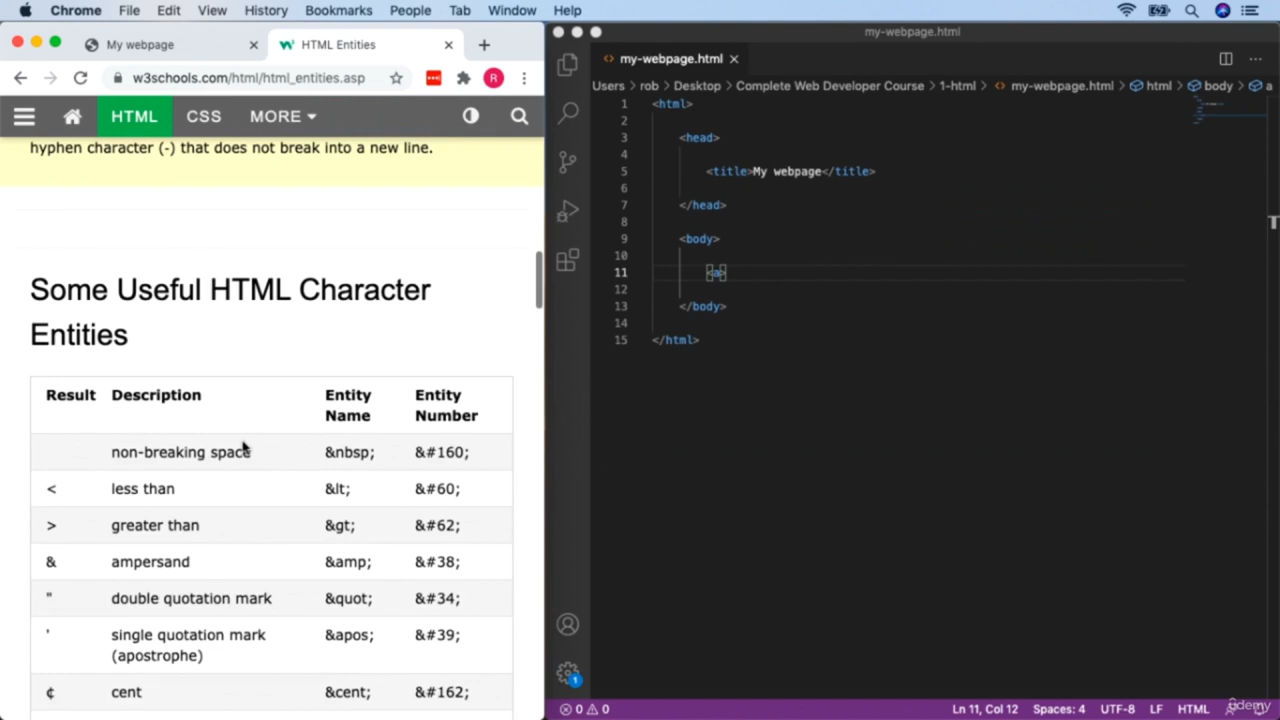 Chrome File Edit View History Bookmarks People Tab Window Help
My webpage
HTML Entities
w3schools.com/html/html_entities.asp
R
HTML CSS MORE
hyphen character (-) that does not break into a new line.
Some Useful HTML Character
Entities
Result Description Entity Name Entity Number
non-breaking space &nbsp; &#160;
< less than &lt; &#60;
> greater than &gt; &#62;
& ampersand &amp; &#38;
" double quotation mark &quot; &#34;
' single quotation mark (apostrophe) &apos; &#39;
¢ cent &cent; &#162;
my-webpage.html
my-webpage.html
Users > rob > Desktop > Complete Web Developer Course > 1-html > my-webpage.html > html > body > a
1 <html>
2
3 <head>
4
5 <title>My webpage</title>
6
7 </head>
8
9 <body>
10
11 <a>
12
13 </body>
14
15 </html>
1
0 0 Ln 11, Col 12 Spaces: 4 UTF-8 LF HTML
ûdemy